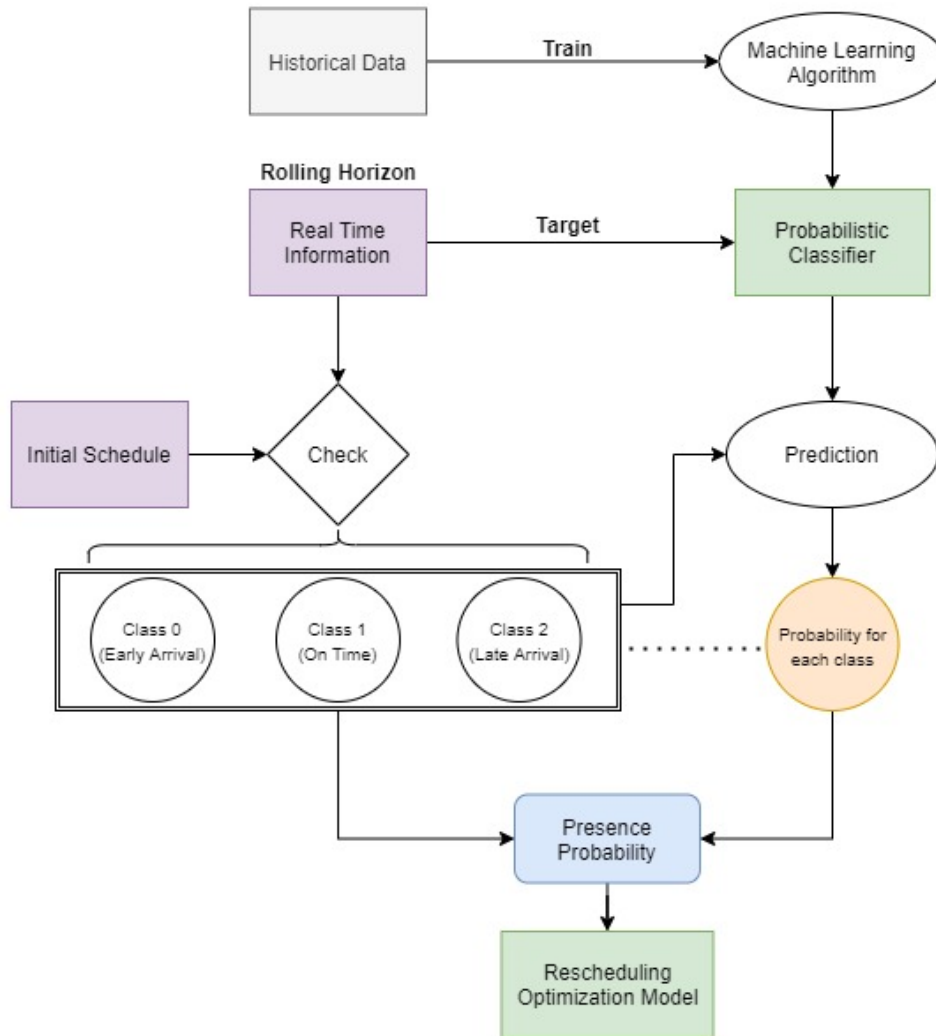 Historical Data
Train
Machine Learning
Algorithm
Rolling Horizon
Real Time
Information
Target
Probabilistic
Classifier
Initial Schedule
Check
Prediction
Class 0
(Early Arrival)
Class 1
(On Time)
Class 2
(Late Arrival)
Probability for
each class
Presence
Probability
Rescheduling
Optimization Model